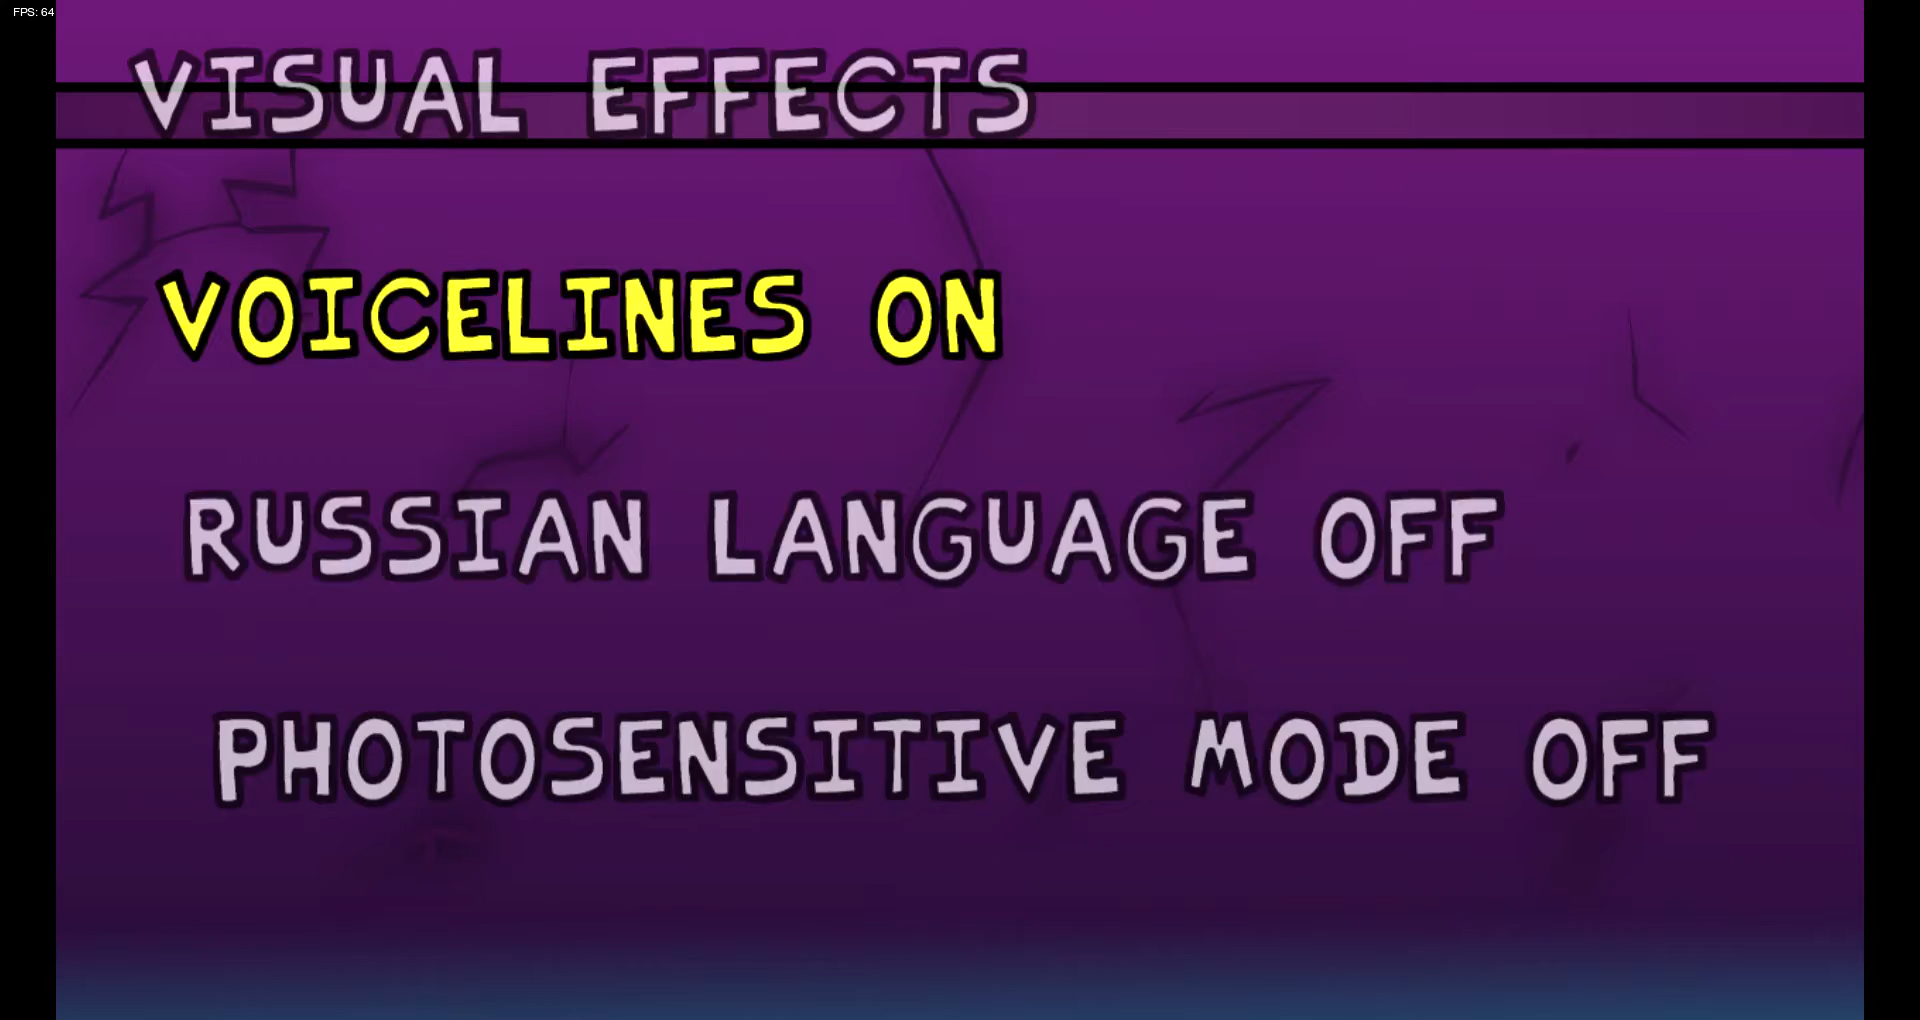 FPS: 64
VISUAL EFFECTS
VOICELINES ON
RUSSIAN LANGUAGE OFF
PHOTOSENSITIVE MODE OFF